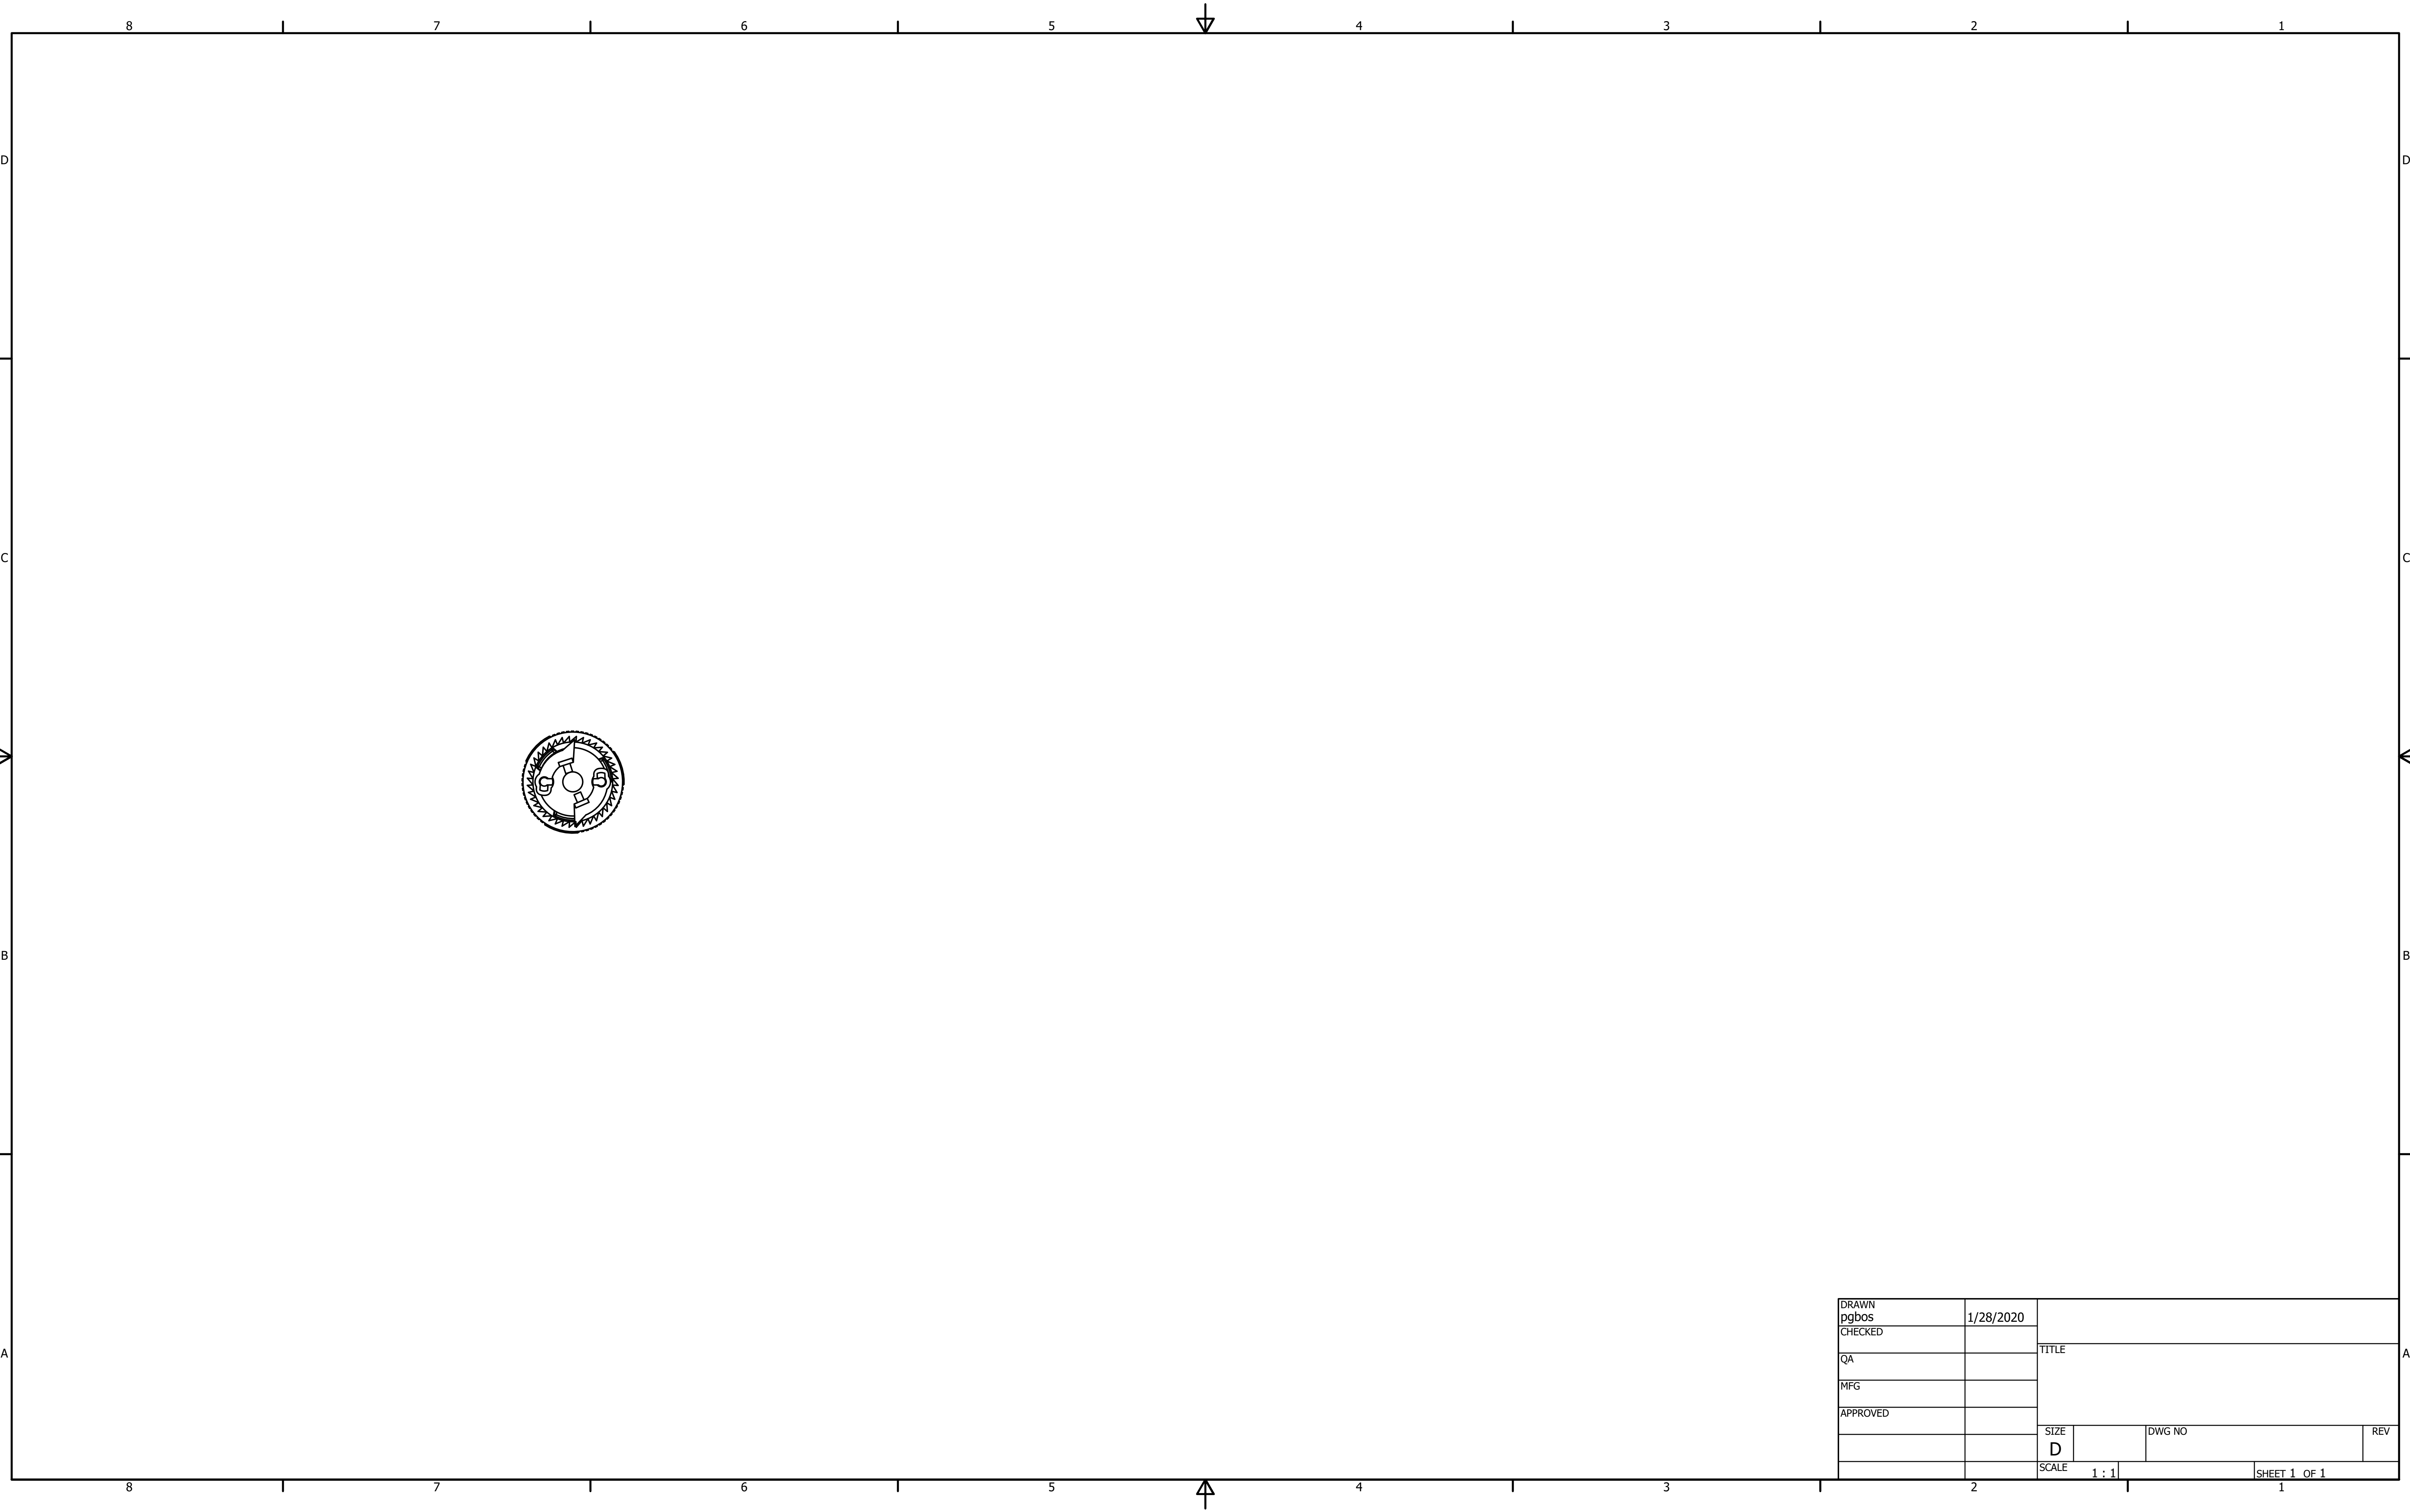 8 7 6 5 4 3 2 1
D D
C C
B B
A A
DRAWN
pgbos 1/28/2020
CHECKED
TITLE
QA
MFG
APPROVED
SIZE DWG NO REV
D
SCALE 1 : 1 SHEET 1 OF 1
8 7 6 5 4 3 2 1